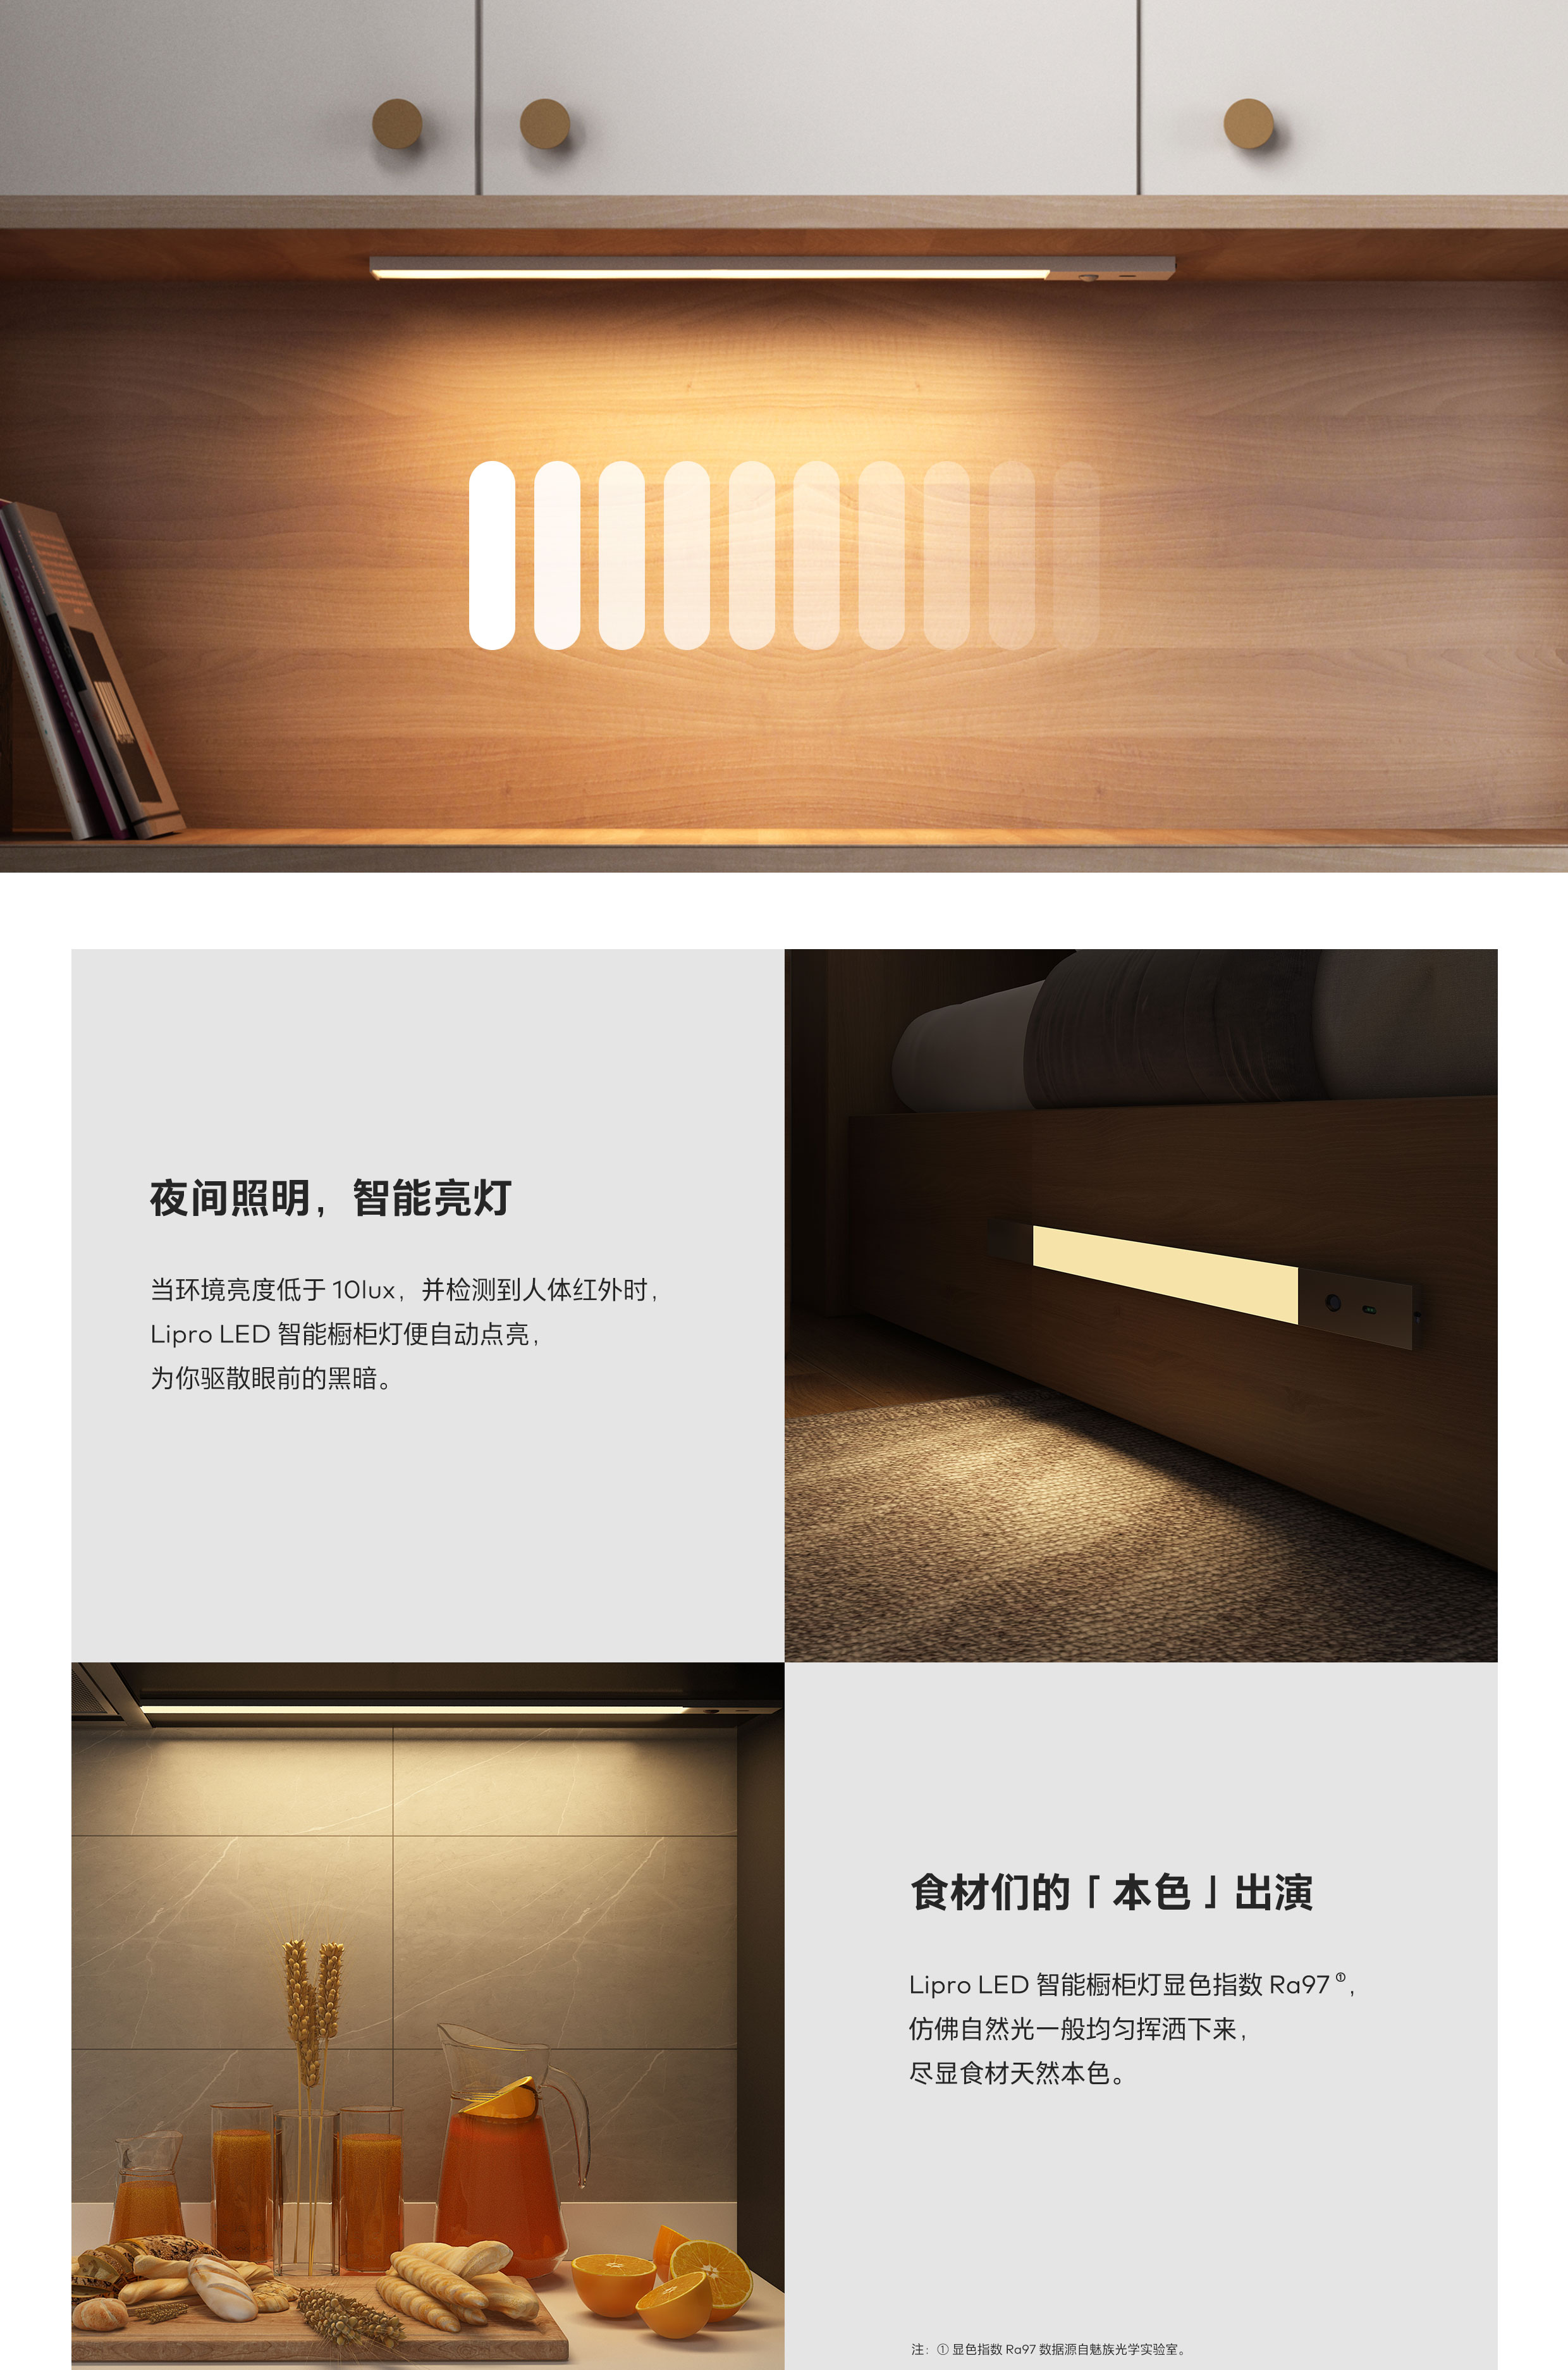 夜间照明，智能亮灯
当环境亮度低于 10lux，并检测到人体红外时，
Lipro LED 智能橱柜灯便自动点亮，
为你驱散眼前的黑暗。
食材们的「本色」出演
Lipro LED 智能橱柜灯显色指数 Ra97①，
仿佛自然光一般均匀挥洒下来，
尽显食材天然本色。
注：① 显色指数 Ra97 数据源自魅族光学实验室。